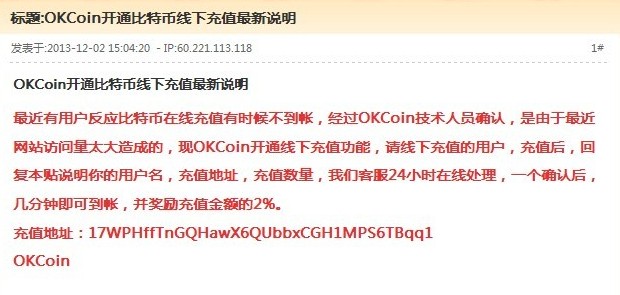 标题:OKCoin开通比特币线下充值最新说明
发表于:2013-12-02 15:04:20 - IP:60.221.113.118 1#
OKCoin开通比特币线下充值最新说明
最近有用户反应比特币在线充值有时候不到帐，经过OKCoin技术人员确认，是由于最近
网站访问量太大造成的，现OKCoin开通线下充值功能，请线下充值的用户，充值后，回
复本贴说明你的用户名，充值地址，充值数量，我们客服24小时在线处理，一个确认后，
几分钟即可到帐，并奖励充值金额的2%。
充值地址：17WPHffTnGQHawX6QUbbxCGH1MPS6TBqq1
OKCoin